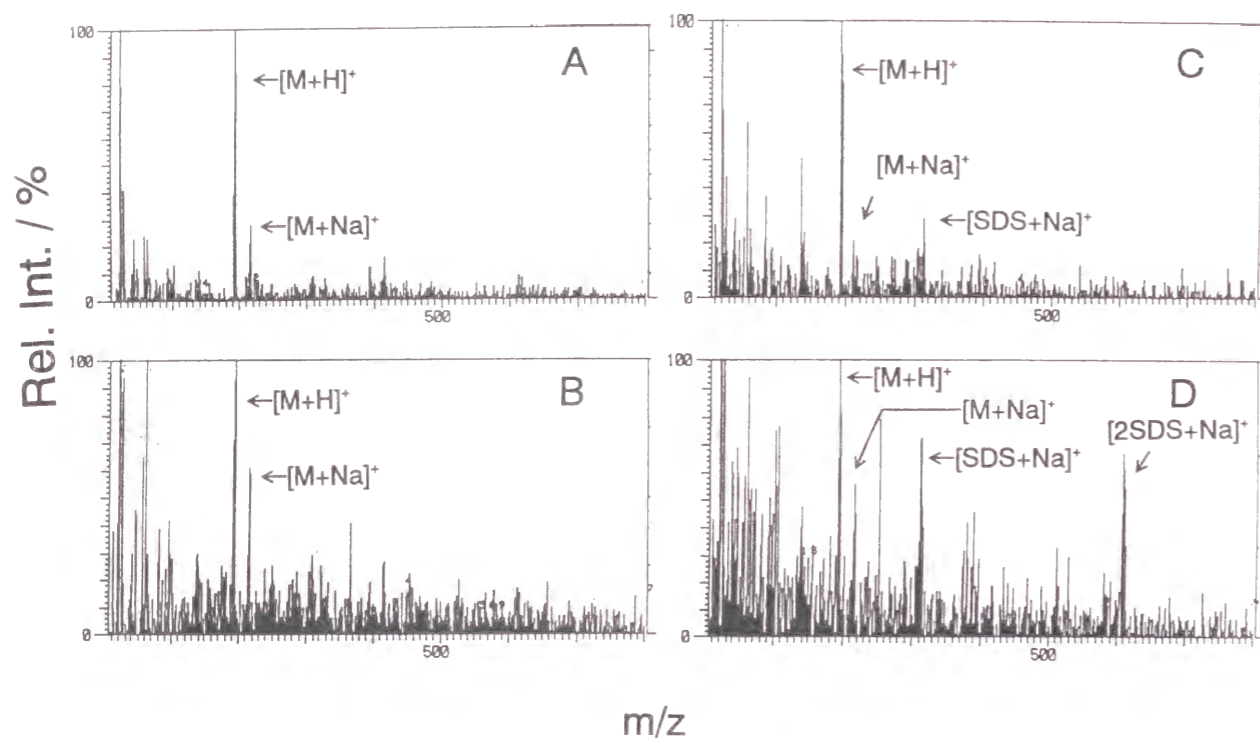 Rel. Int. / %
100
A
←[M+H]⁺
←[M+Na]⁺
0
500
100
B
←[M+H]⁺
←[M+Na]⁺
0
500
100
C
←[M+H]⁺
[M+Na]⁺
←[SDS+Na]⁺
0
500
100
D
←[M+H]⁺
[M+Na]⁺
[2SDS+Na]⁺
←[SDS+Na]⁺
0
500
m/z